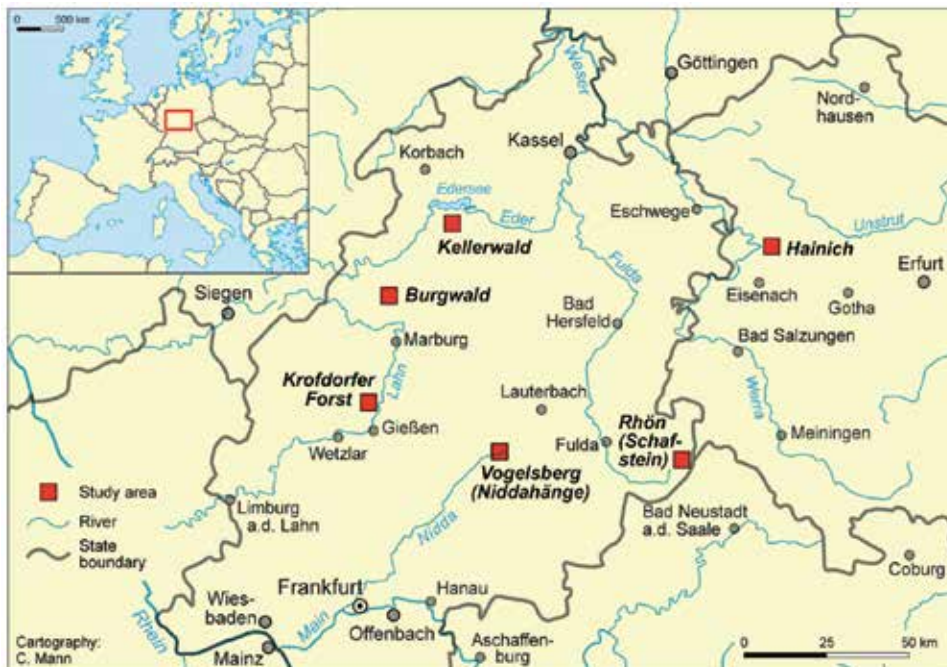 0 500 km
Göttingen
Weser
Nord-
hausen
Kassel
Korbach
Edersee
Eder
Eschwege
Unstrut
Kellerwald
Hainich
Fulda
Erfurt
Siegen
Burgwald
Eisenach
Gotha
Bad
Hersfeld
Marburg
Bad Salzungen
Krofdorfer
Forst
Lahn
Lauterbach
Werra
Rhön
(Schaf-
stein)
Gießen
Fulda
Meiningen
Wetzlar
Vogelsberg
(Niddahänge)
Study area
Limburg
a.d. Lahn
River
Bad Neustadt
a.d. Saale
State
boundary
Nidda
Coburg
Frankfurt
Hanau
Wies-
baden
Main
Rhein
Offenbach
Cartography:
C. Mann
Mainz
Aschaffen-
burg
0 25 50 km